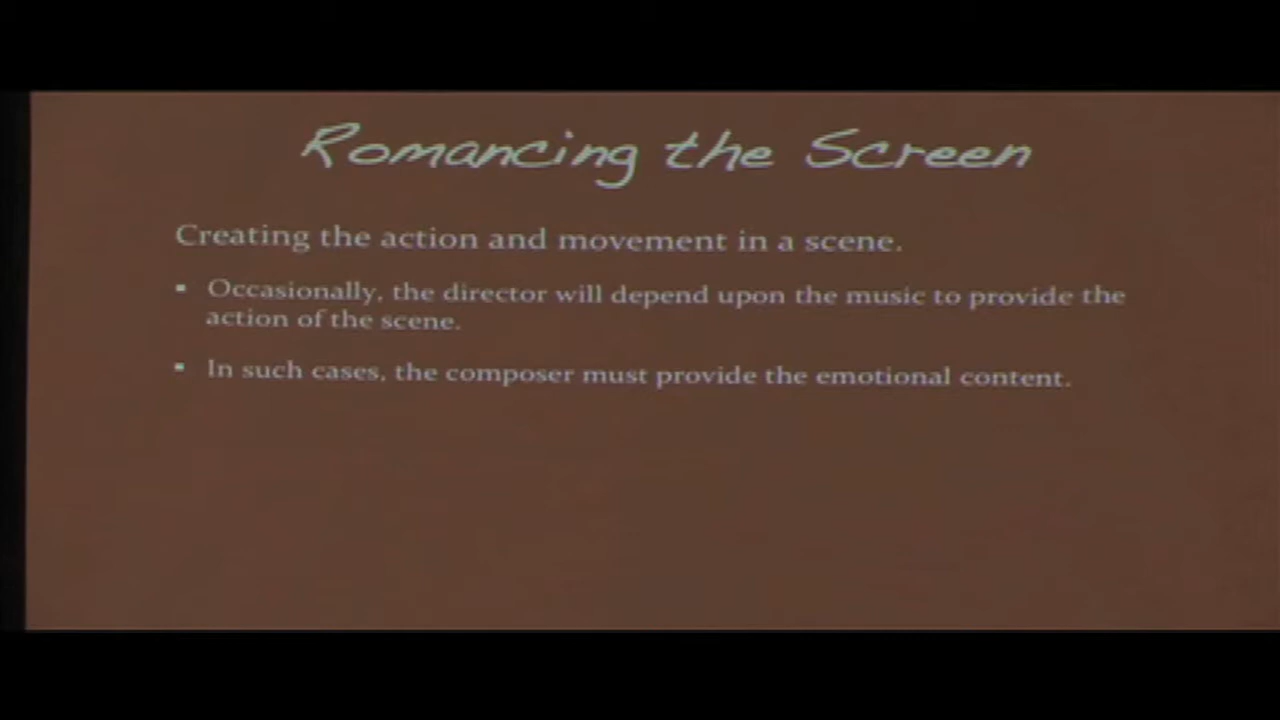 Romancing the Screen
Creating the action and movement in a scene.
▪ Occasionally, the director will depend upon the music to provide the
action of the scene.
▪ In such cases, the composer must provide the emotional content.